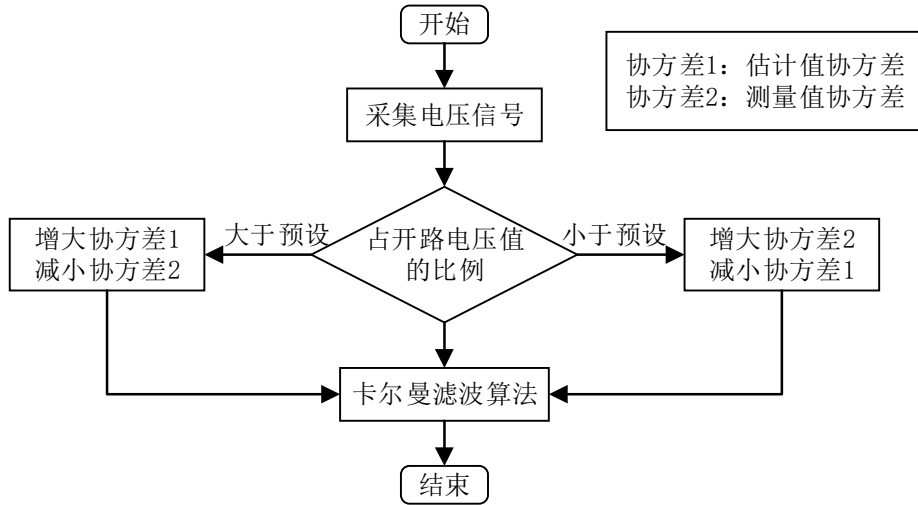 开始
协方差1：估计值协方差
协方差2：测量值协方差
采集电压信号
大于预设
占开路电压值
的比例
小于预设
增大协方差1
减小协方差2
增大协方差2
减小协方差1
卡尔曼滤波算法
结束